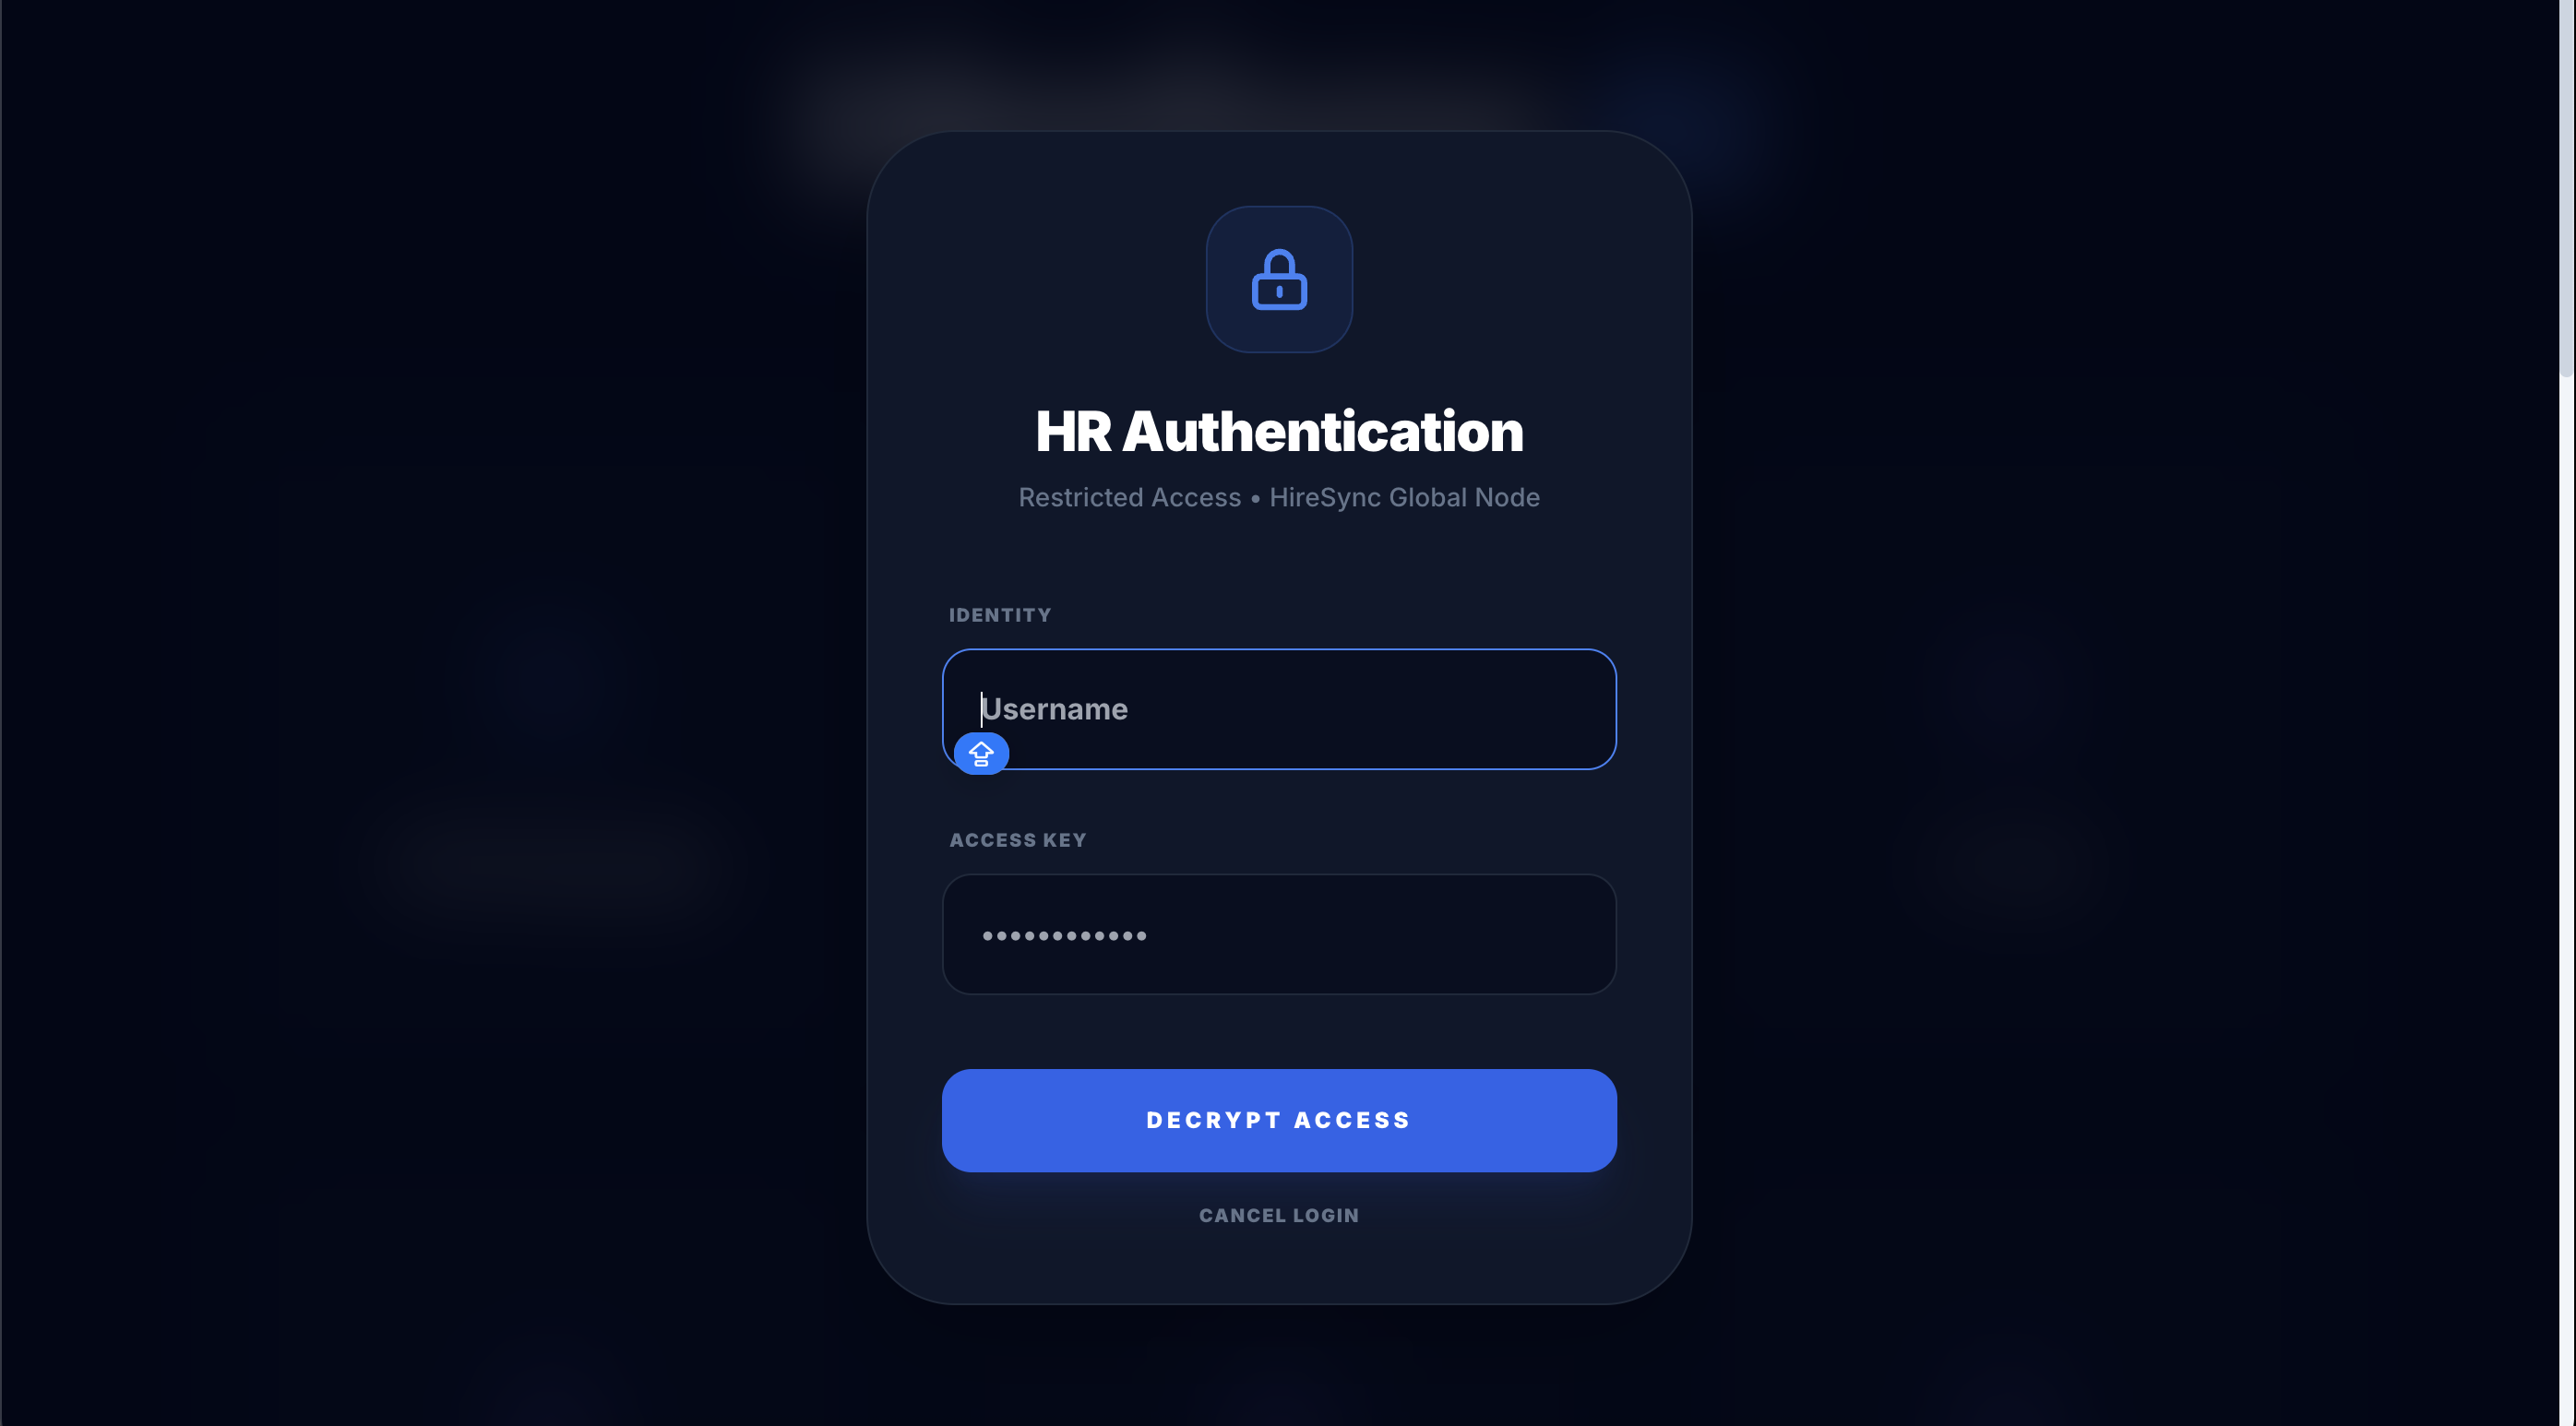 HR Authentication
Restricted Access • HireSync Global Node
IDENTITY
Username
ACCESS KEY
••••••••••••
DECRYPT ACCESS
CANCEL LOGIN